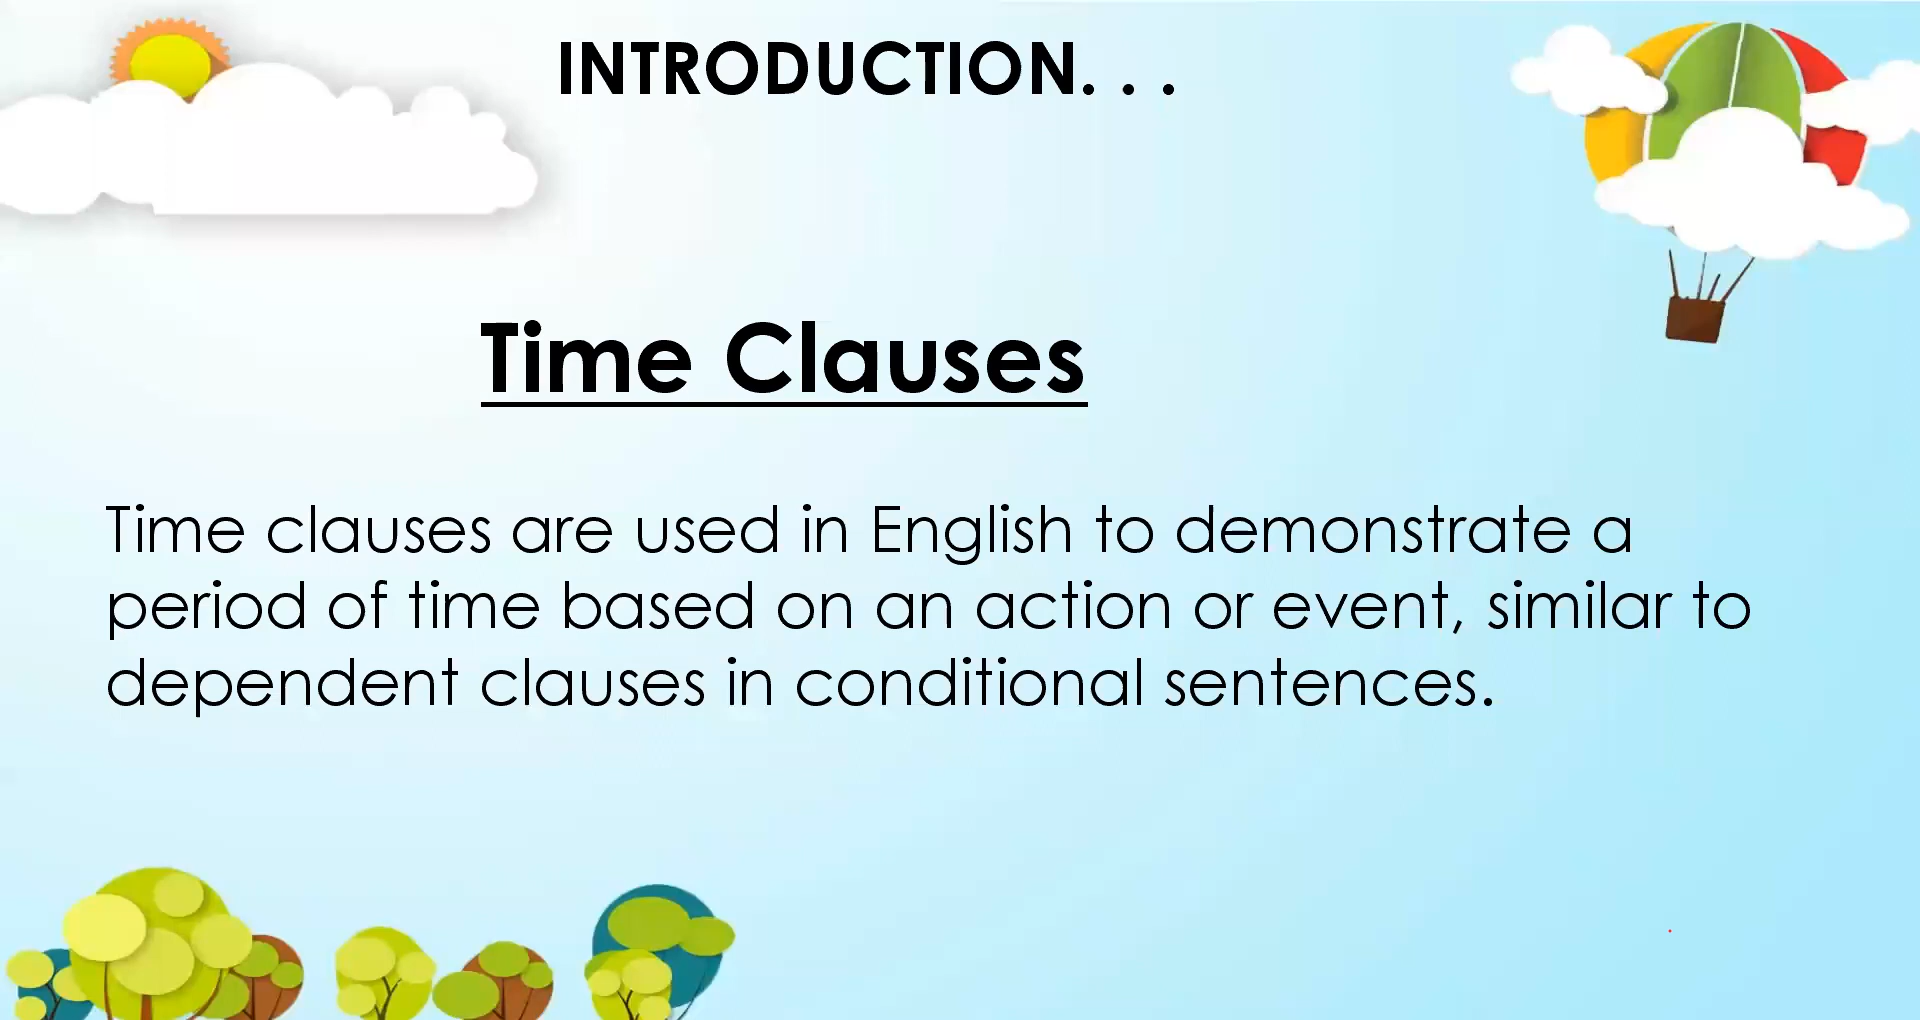 INTRODUCTION. . .
Time Clauses
Time clauses are used in English to demonstrate a
period of time based on an action or event, similar to
dependent clauses in conditional sentences.